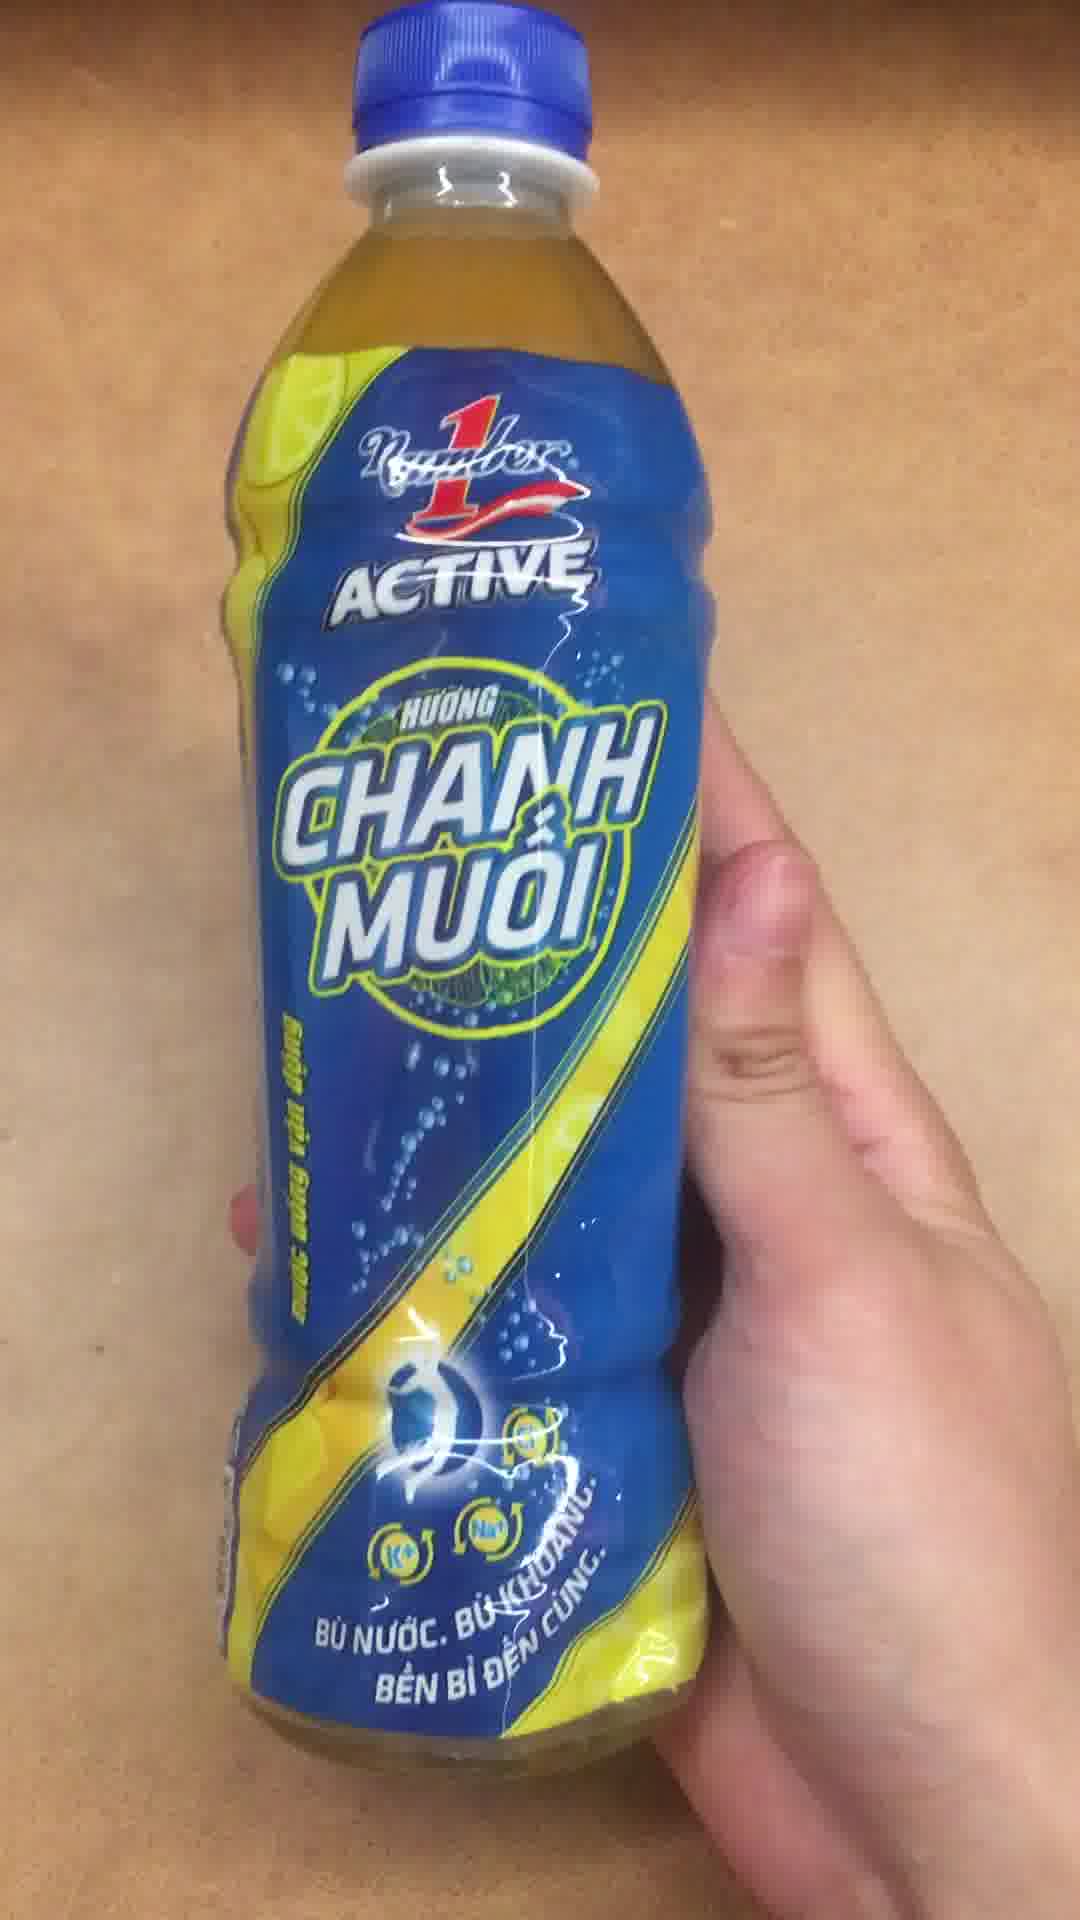 Number 1
ACTIVE
HƯƠNG
CHANH
MUỐI
nước uống vận động
Na+
K+
BÙ NƯỚC. BÙ KHOÁNG.
BỀN BỈ ĐẾN CÙNG.